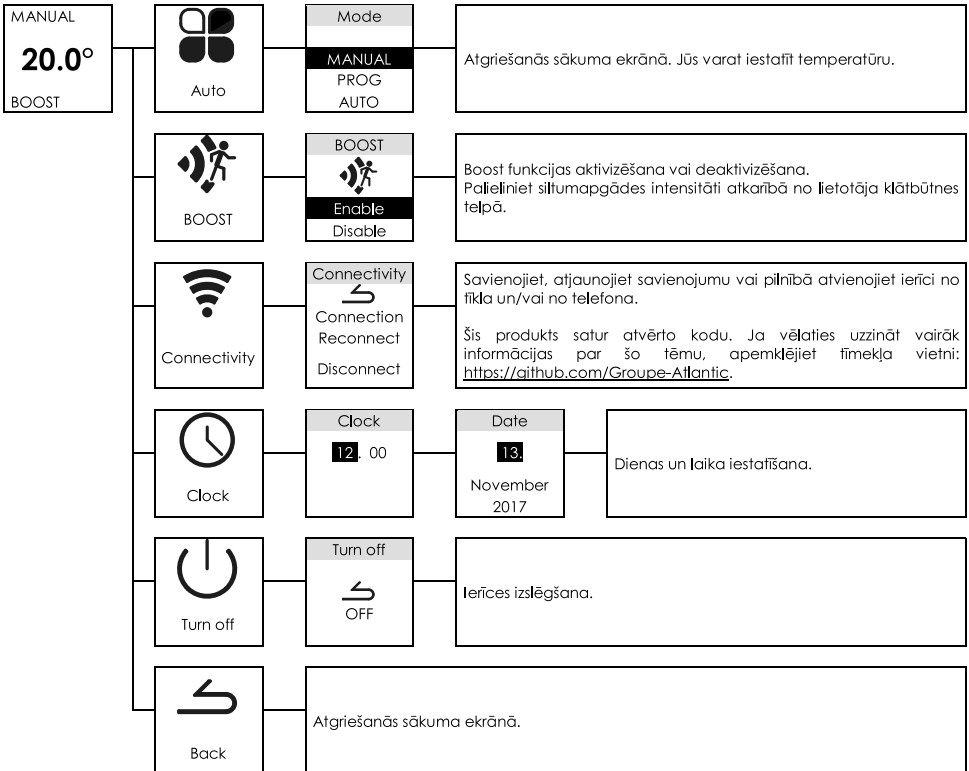 MANUAL
20.0°
BOOST
Auto
Mode
MANUAL
PROG
AUTO
Atgriešanās sākuma ekrānā. Jūs varat iestatīt temperatūru.
BOOST
BOOST
Enable
Disable
Boost funkcijas aktivizēšana vai deaktivizēšana.
Palieliniet siltumapgādes intensitāti atkarībā no lietotāja klātbūtnes
telpā.
Connectivity
Connectivity
Connection
Reconnect
Disconnect
Savienojiet, atjaunojiet savienojumu vai pilnībā atvienojiet ierīci no
tīkla un/vai no telefona.
Šis produkts satur atvērto kodu. Ja vēlaties uzzināt vairāk
informācijas par šo tēmu, apemklējiet tīmekļa vietni:
https://github.com/Groupe-Atlantic.
Clock
Clock
12. 00
Date
13.
November
2017
Dienas un laika iestatīšana.
Turn off
Turn off
OFF
Ierīces izslēgšana.
Back
Atgriešanās sākuma ekrānā.